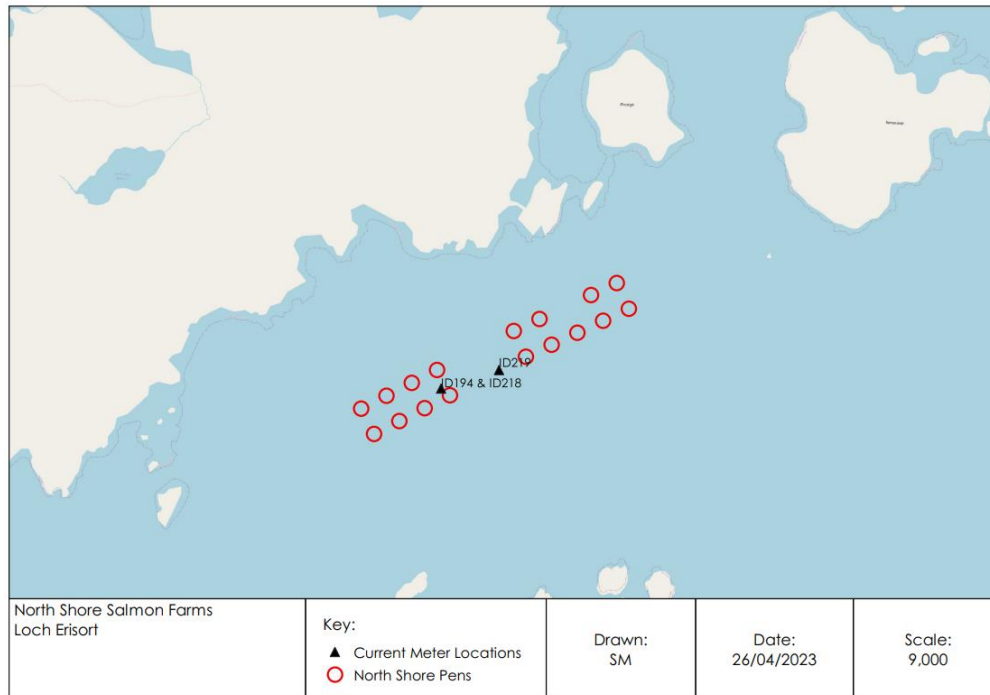 ID219
ID194 & ID218
North Shore Salmon Farms
Loch Erisort
Key:
Current Meter Locations
North Shore Pens
Drawn:
SM
Date:
26/04/2023
Scale:
9,000